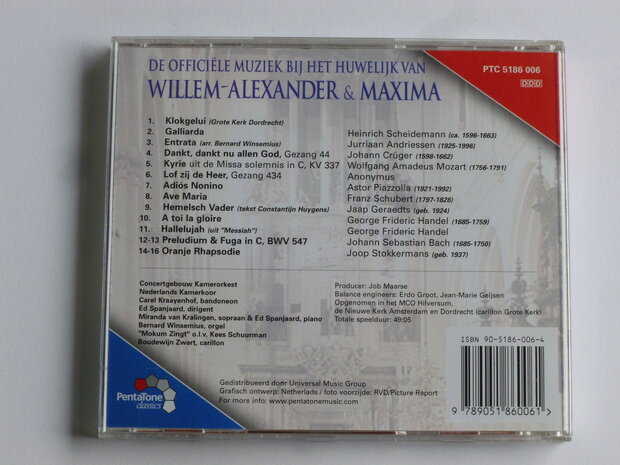 DE OFFICIËLE MUZIEK BIJ HET HUWELIJK VAN
WILLEM-ALEXANDER & MAXIMA
PTC 5186 006
DDD
1. Klokgelui (Grote Kerk Dordrecht)
2. Galliarda Heinrich Scheidemann (ca. 1596-1663)
3. Entrata (arr. Bernard Winsemius) Jurriaan Andriessen (1925-1996)
4. Dankt, dankt nu allen God, Gezang 44 Johann Crüger (1598-1662)
5. Kyrie uit de Missa solemnis in C, KV 337 Wolfgang Amadeus Mozart (1756-1791)
6. Lof zij de Heer, Gezang 434 Anonymus
7. Adiós Nonino Astor Piazzolla (1921-1992)
8. Ave Maria Franz Schubert (1797-1828)
9. Hemelsch Vader (tekst Constantijn Huygens) Jaap Geraedts (geb. 1924)
10. A toi la gloire George Frideric Handel (1685-1759)
11. Hallelujah (uit "Messiah") George Frideric Handel
12-13 Preludium & Fuga in C, BWV 547 Johann Sebastian Bach (1685-1750)
14-16 Oranje Rhapsodie Joop Stokkermans (geb. 1937)
Concertgebouw Kamerorkest
Nederlands Kamerkoor
Carel Kraayenhof, bandoneon
Ed Spanjaard, dirigent
Miranda van Kralingen, sopraan & Ed Spanjaard, piano
Bernard Winsemius, orgel
"Mokum Zingt" o.l.v. Kees Schuurman
Boudewijn Zwart, carillon
Producer: Job Maarse
Balance engineers: Erdo Groot, Jean-Marie Geijsen
Opgenomen in het MCO Hilversum,
de Nieuwe Kerk Amsterdam en Dordrecht (carillon Grote Kerk)
Totale speelduur: 49:05
ISBN 90-5186-006-4
9 789051 860061 >
PentaTone
classics
Gedistribueerd door Universal Music Group
Grafisch ontwerp: Netherlads / foto voorzijde: RVD/Picture Report
For more info: www.pentatonemusic.com